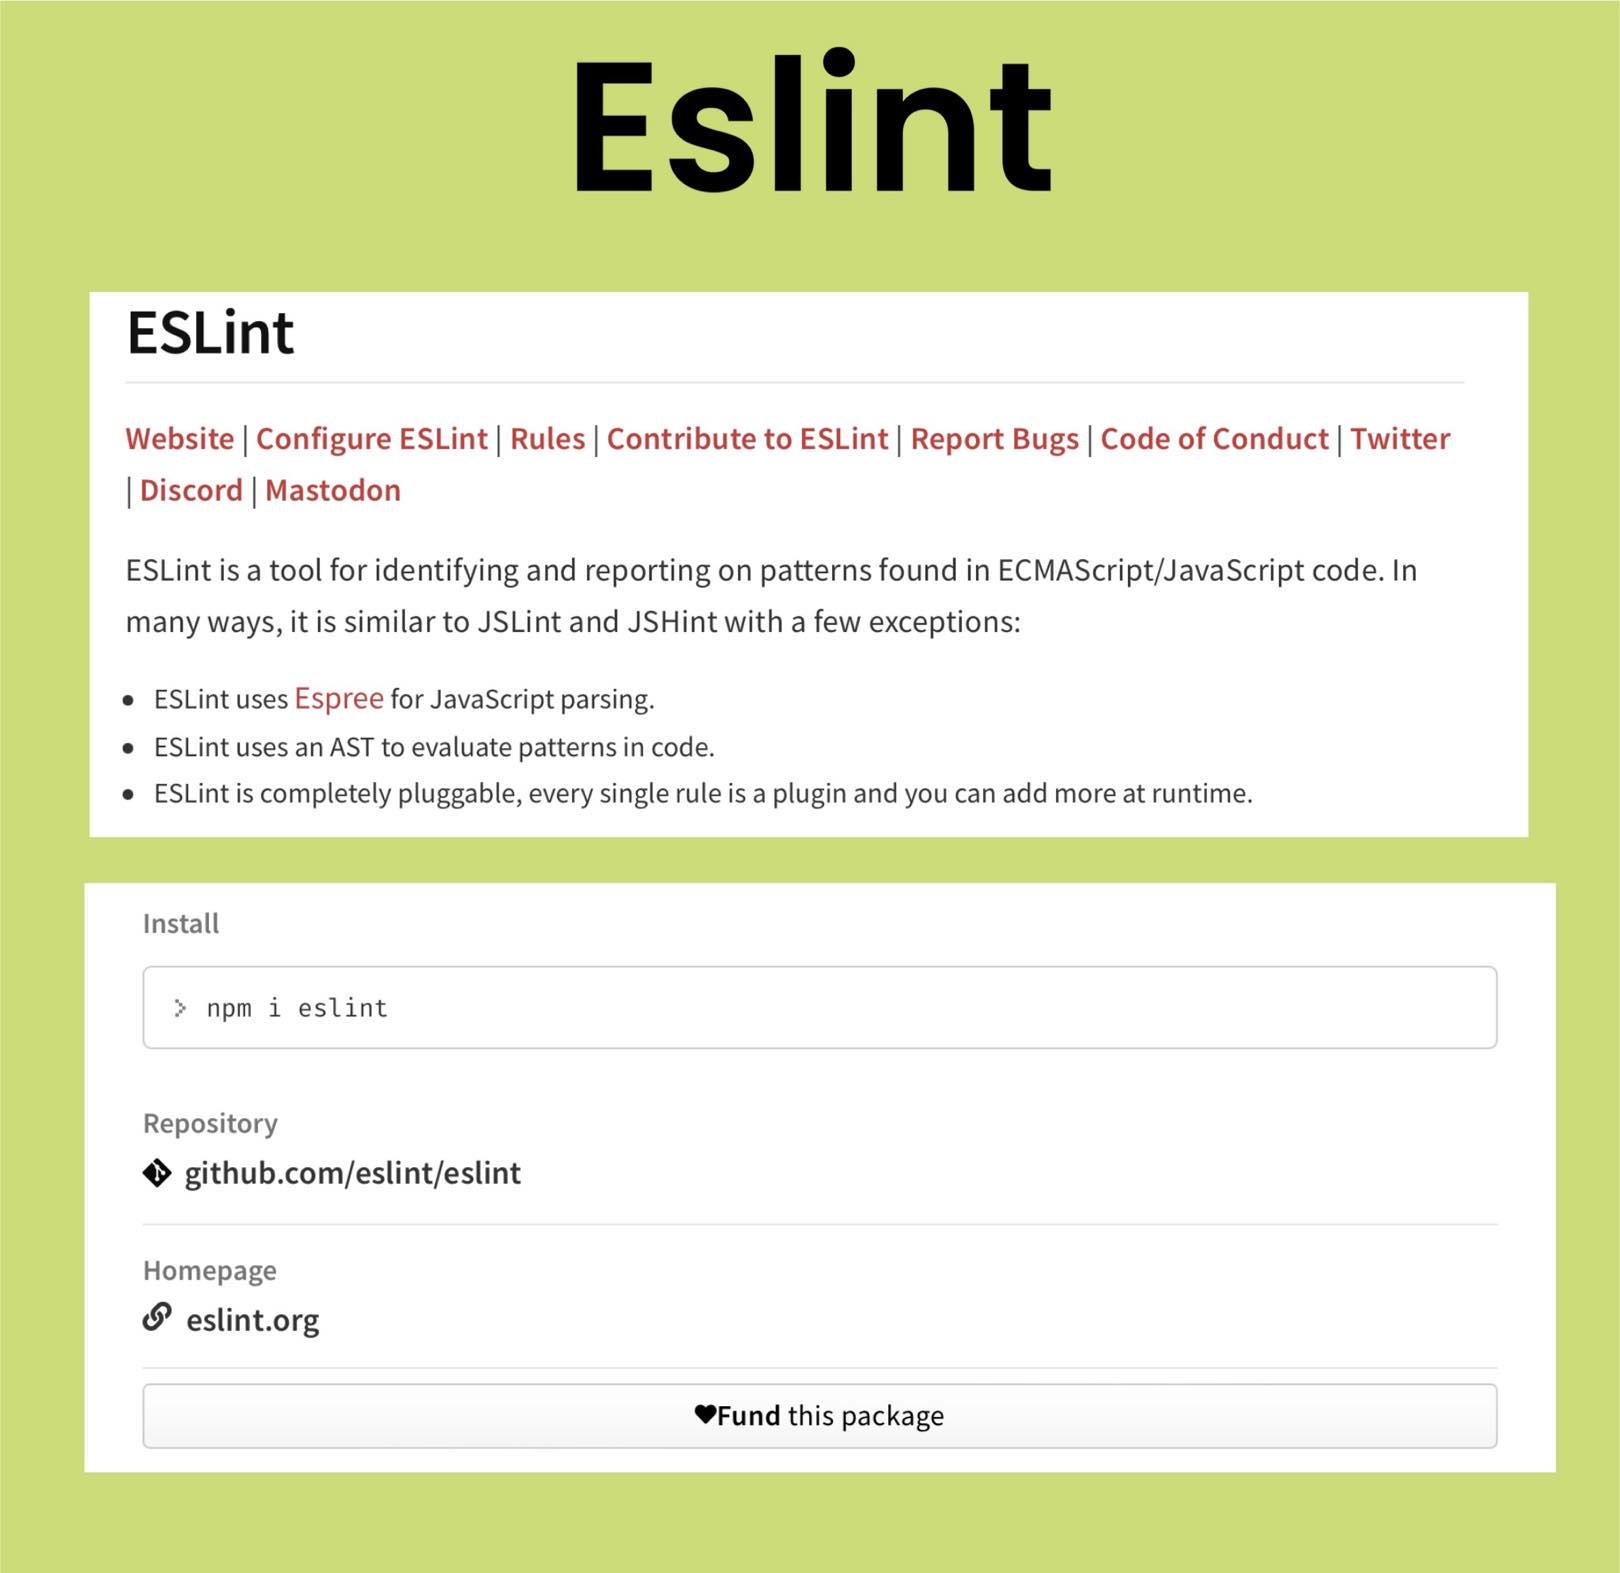 Eslint
ESLint
Website | Configure ESLint | Rules | Contribute to ESLint | Report Bugs | Code of Conduct | Twitter
| Discord | Mastodon
ESLint is a tool for identifying and reporting on patterns found in ECMAScript/JavaScript code. In
many ways, it is similar to JSLint and JSHint with a few exceptions:
• ESLint uses Espree for JavaScript parsing.
• ESLint uses an AST to evaluate patterns in code.
• ESLint is completely pluggable, every single rule is a plugin and you can add more at runtime.
Install
> npm i eslint
Repository
github.com/eslint/eslint
Homepage
eslint.org
♥Fund this package